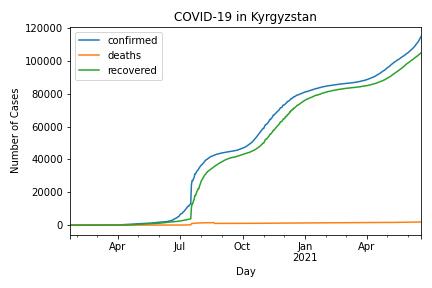 COVID-19 in Kyrgyzstan
confirmed
deaths
recovered
Number of Cases
120000
100000
80000
60000
40000
20000
0
Apr
Jul
Oct
Jan
2021
Apr
Day